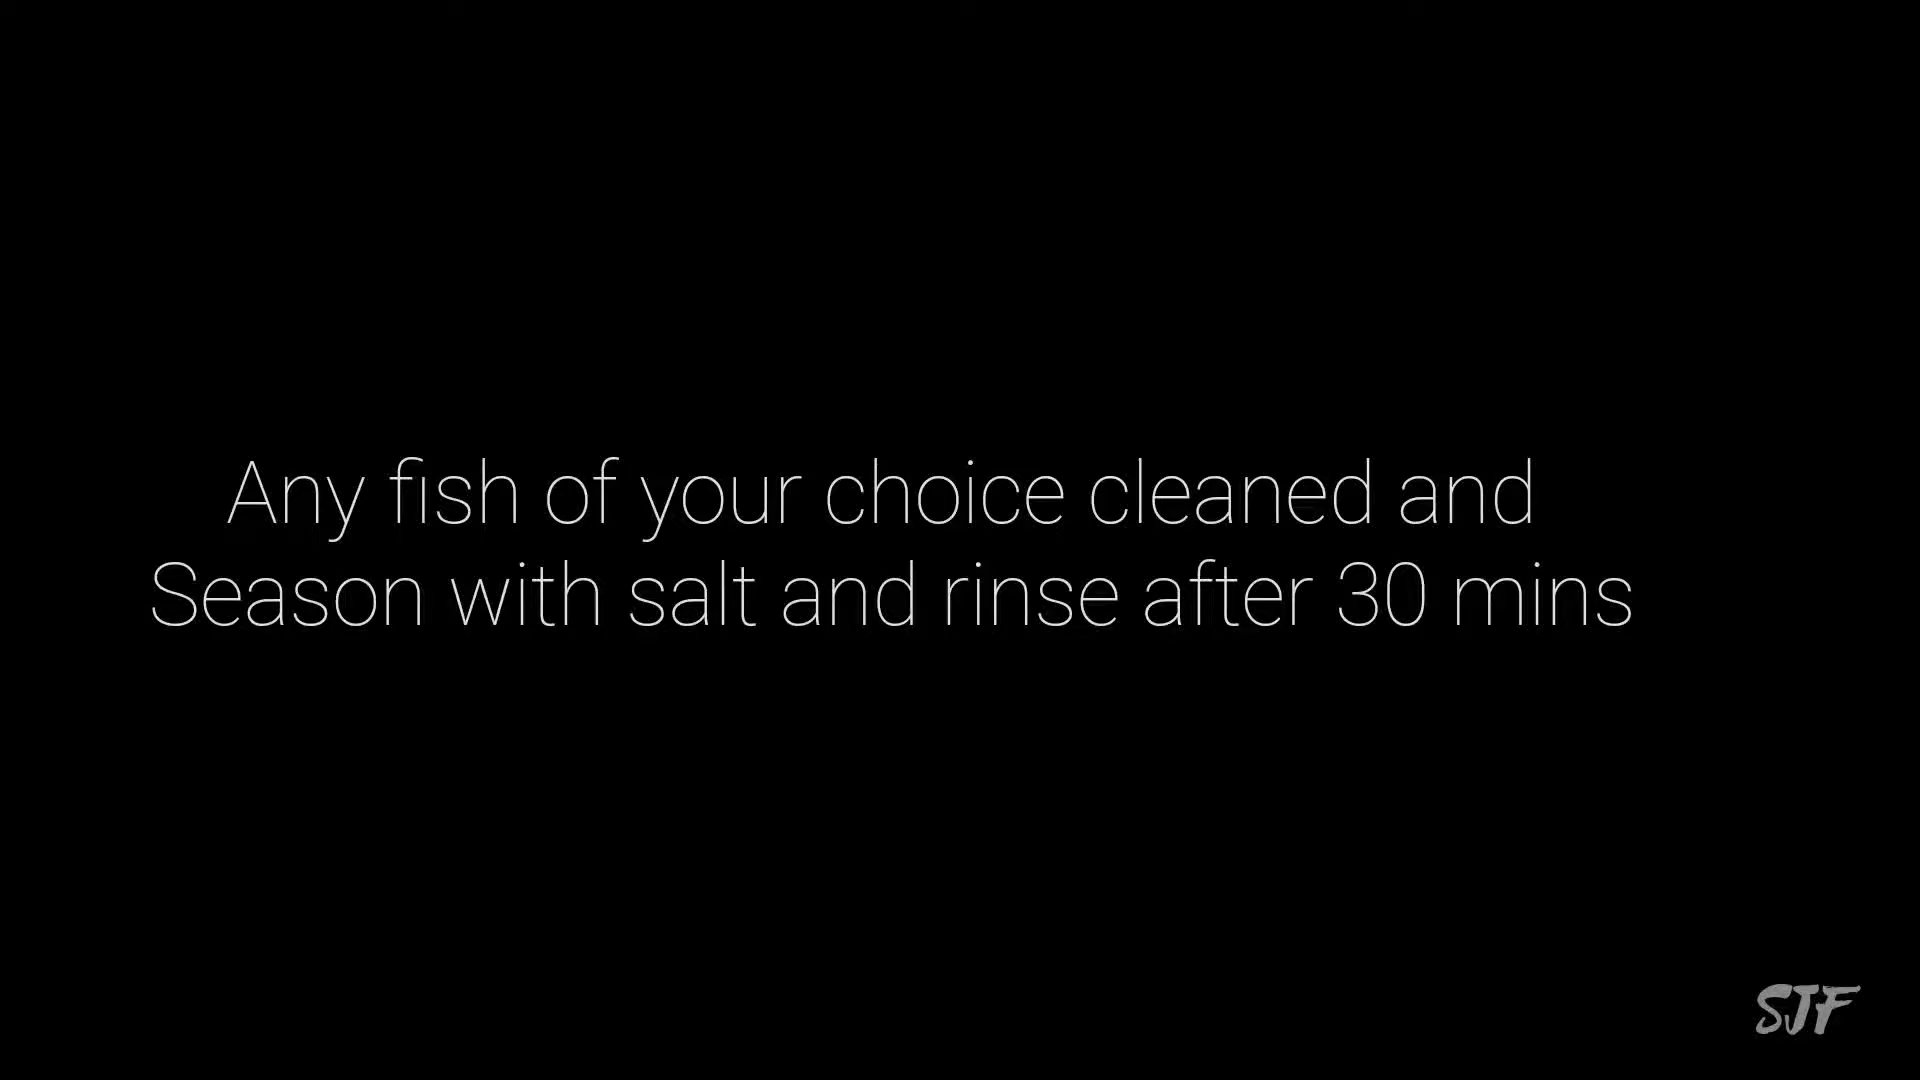 Any fish of your choice cleaned and
Season with salt and rinse after 30 mins
SJF